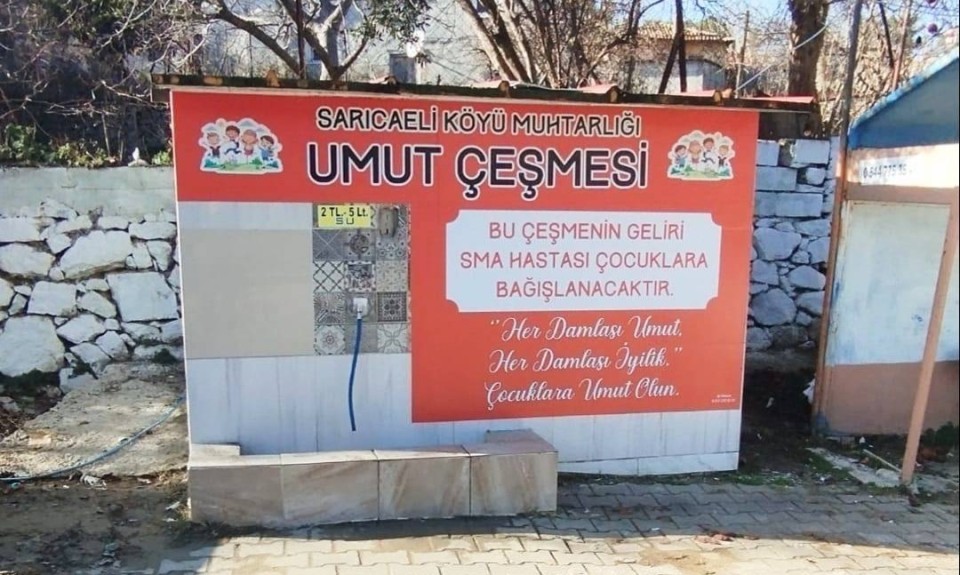 SARICAELİ KÖYÜ MUHTARLIĞI
UMUT ÇEŞMESİ
2 TL.- 5 Lt.
SU
BU ÇEŞMENİN GELİRİ
SMA HASTASI ÇOCUKLARA
BAĞIŞLANACAKTIR.
"Her Damlası Umut,
Her Damlası İyilik."
Çocuklara Umut Olun.